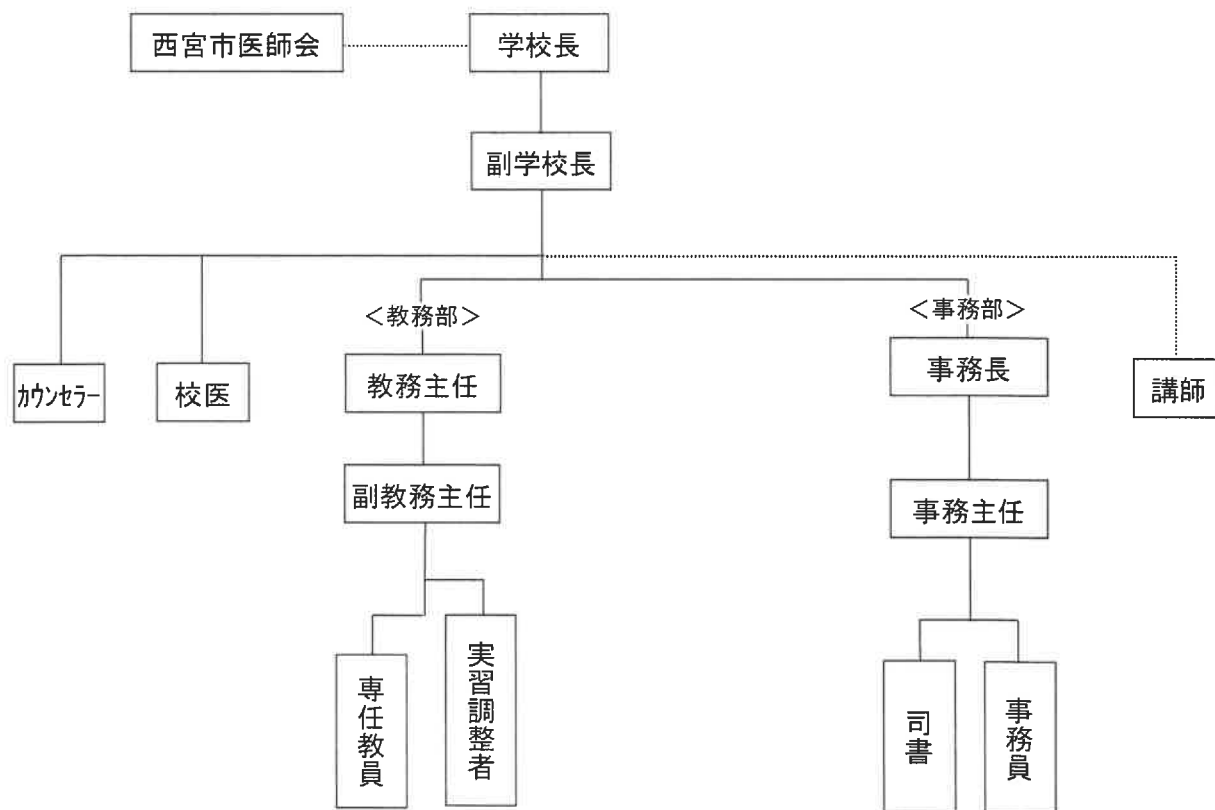 西宮市医師会
学校長
副学校長
＜教務部＞
＜事務部＞
カウンセラー
校医
教務主任
事務長
講師
副教務主任
事務主任
専任教員
実習調整者
司書
事務員